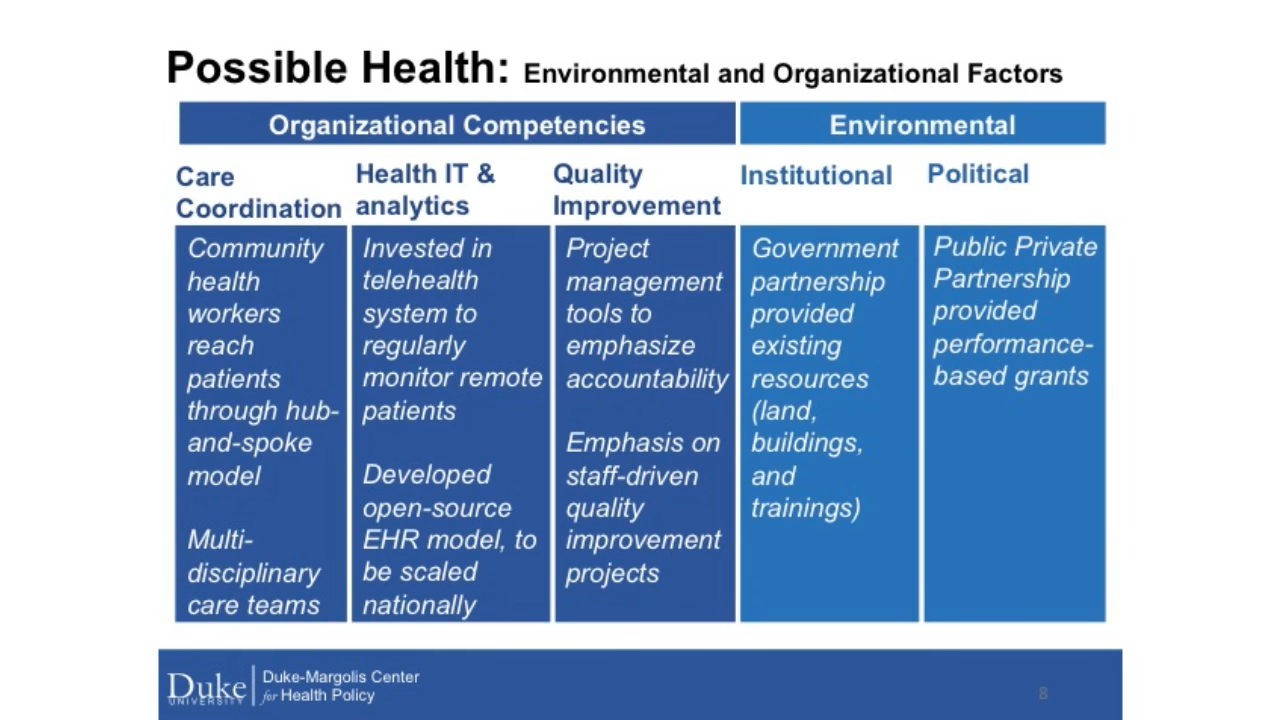 Possible Health: Environmental and Organizational Factors
Organizational Competencies
Environmental
Care
Coordination
Health IT &
analytics
Quality
Improvement
Institutional
Political
Community
health
workers
reach
patients
through hub-
and-spoke
model
Multi-
disciplinary
care teams
Invested in
telehealth
system to
regularly
monitor remote
patients
Developed
open-source
EHR model, to
be scaled
nationally
Project
management
tools to
emphasize
accountability
Emphasis on
staff-driven
quality
improvement
projects
Government
partnership
provided
existing
resources
(land,
buildings,
and
trainings)
Public Private
Partnership
provided
performance-
based grants
Duke
UNIVERSITY
Duke-Margolis Center
for Health Policy
8